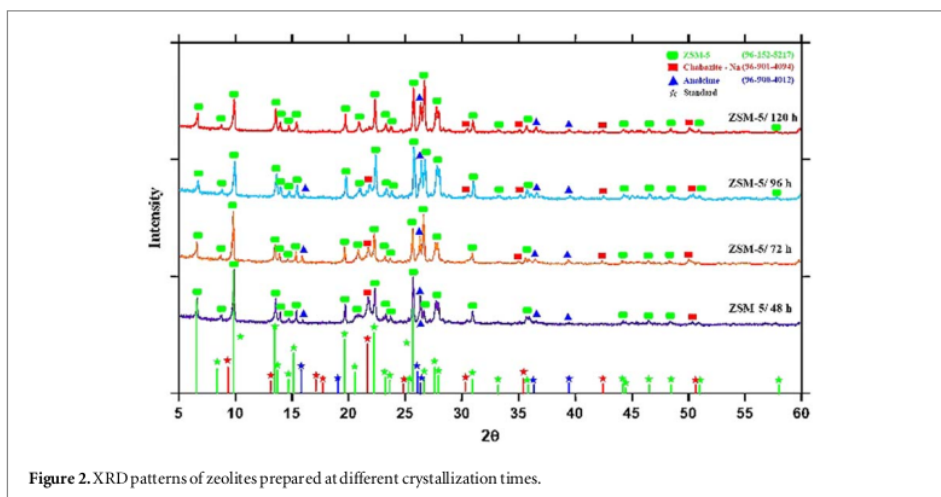 ZSM-5 (96-152-5217)
Chabazite - Na (96-901-4094)
Analcime (96-900-4012)
Standard
ZSM-5/ 120 h
ZSM-5/ 96 h
ZSM-5/ 72 h
ZSM 5/ 48 h
Intensity
5 10 15 20 25 30 35 40 45 50 55 60
2θ
Figure 2. XRD patterns of zeolites prepared at different crystallization times.